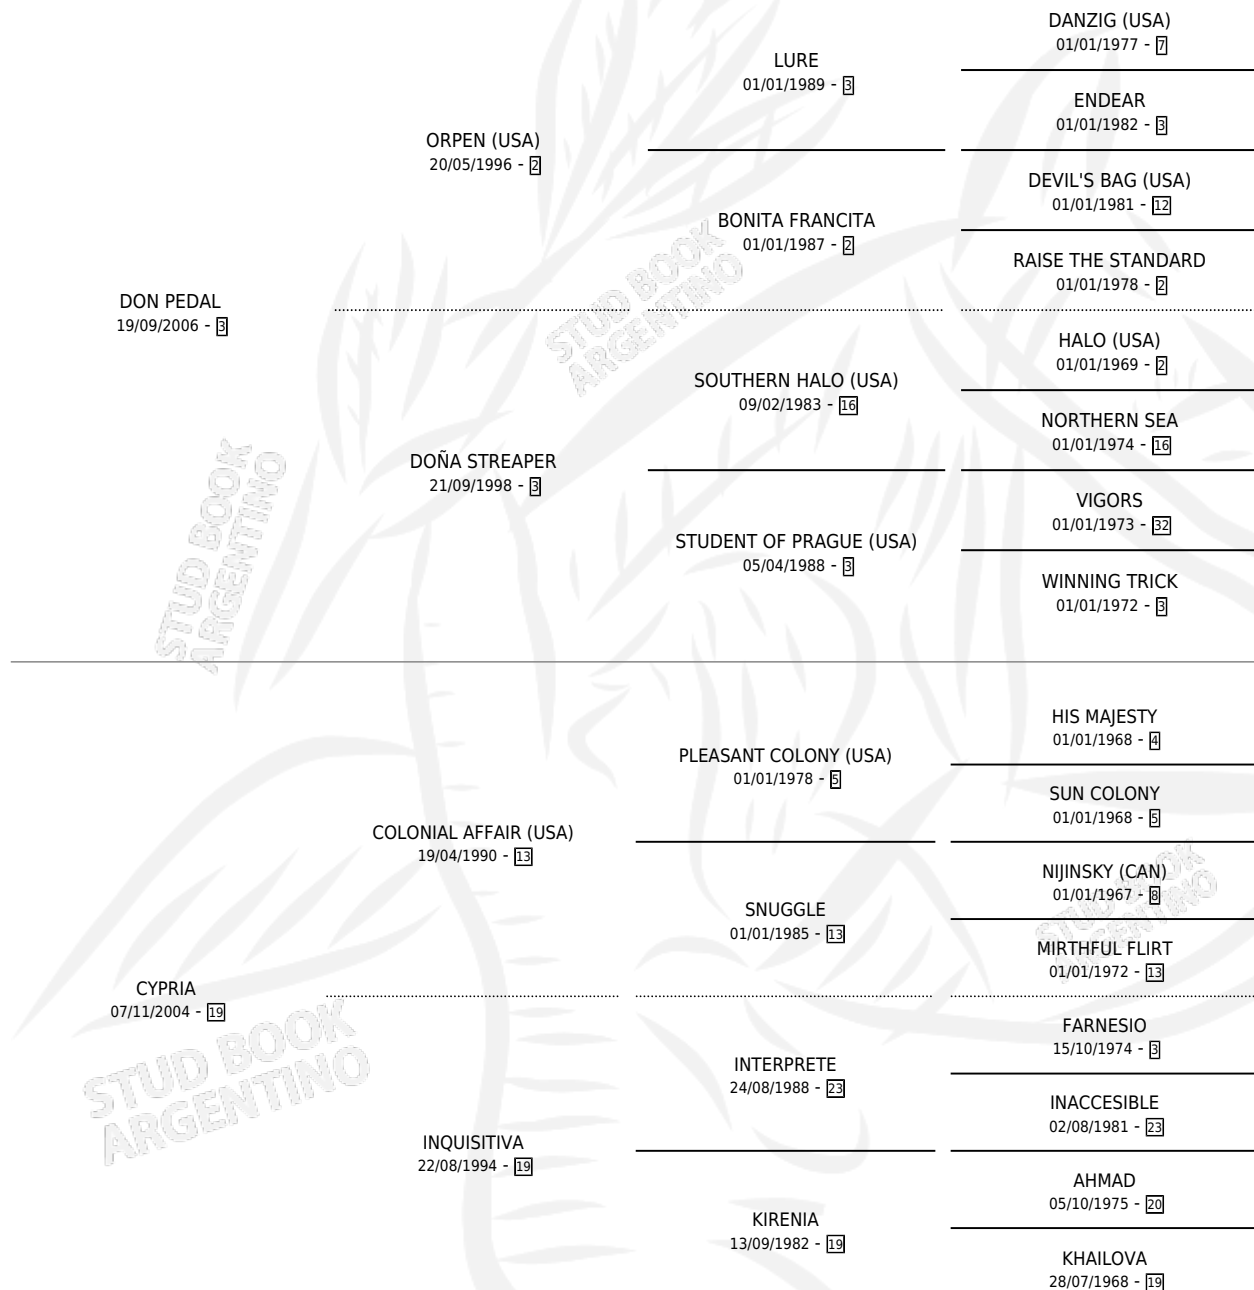 DANZIG (USA)
01/01/1977 - 7
LURE
01/01/1989 - 3
ENDEAR
01/01/1982 - 3
ORPEN (USA)
20/05/1996 - 2
DEVIL'S BAG (USA)
01/01/1981 - 12
BONITA FRANCITA
01/01/1987 - 2
RAISE THE STANDARD
01/01/1978 - 2
DON PEDAL
19/09/2006 - 3
HALO (USA)
01/01/1969 - 2
SOUTHERN HALO (USA)
09/02/1983 - 16
NORTHERN SEA
01/01/1974 - 16
DOÑA STREAPER
21/09/1998 - 3
VIGORS
01/01/1973 - 32
STUDENT OF PRAGUE (USA)
05/04/1988 - 3
WINNING TRICK
01/01/1972 - 3
HIS MAJESTY
01/01/1968 - 4
PLEASANT COLONY (USA)
01/01/1978 - 5
SUN COLONY
01/01/1968 - 5
COLONIAL AFFAIR (USA)
19/04/1990 - 13
NIJINSKY (CAN)
01/01/1967 - 8
SNUGGLE
01/01/1985 - 13
MIRTHFUL FLIRT
01/01/1972 - 13
CYPRIA
07/11/2004 - 19
FARNESIO
15/10/1974 - 3
INTERPRETE
24/08/1988 - 23
INACCESIBLE
02/08/1981 - 23
INQUISITIVA
22/08/1994 - 19
AHMAD
05/10/1975 - 20
KIRENIA
13/09/1982 - 19
KHAILOVA
28/07/1968 - 19
STUD BOOK
ARGENTINO
STUD BOOK
ARGENTINO
STUD BOOK
ARGENTINO
STUD BOOK
ARGENTINO